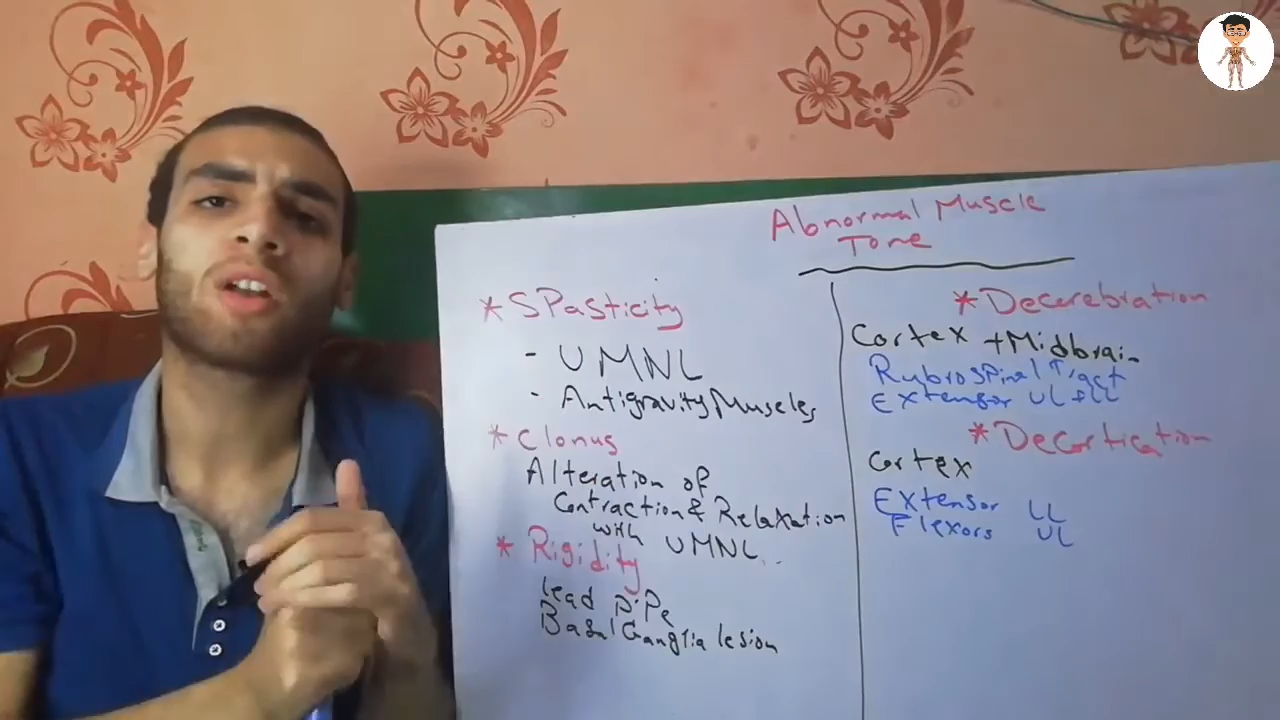 Abnormal Muscle
Tone
* SPasticity
- UMNL
- Antigravity Muscles
* Clonus
Alteration of
Contraction & Relaxation
with UMNL..
* Rigidity
lead PiPe
Basal Ganglia lesion
* Decerebration
Cortex + Midbrain
RubrosPinal Tract
Extensor UL & LL
* Decortication
Cortex
Extensor LL
Flexors UL